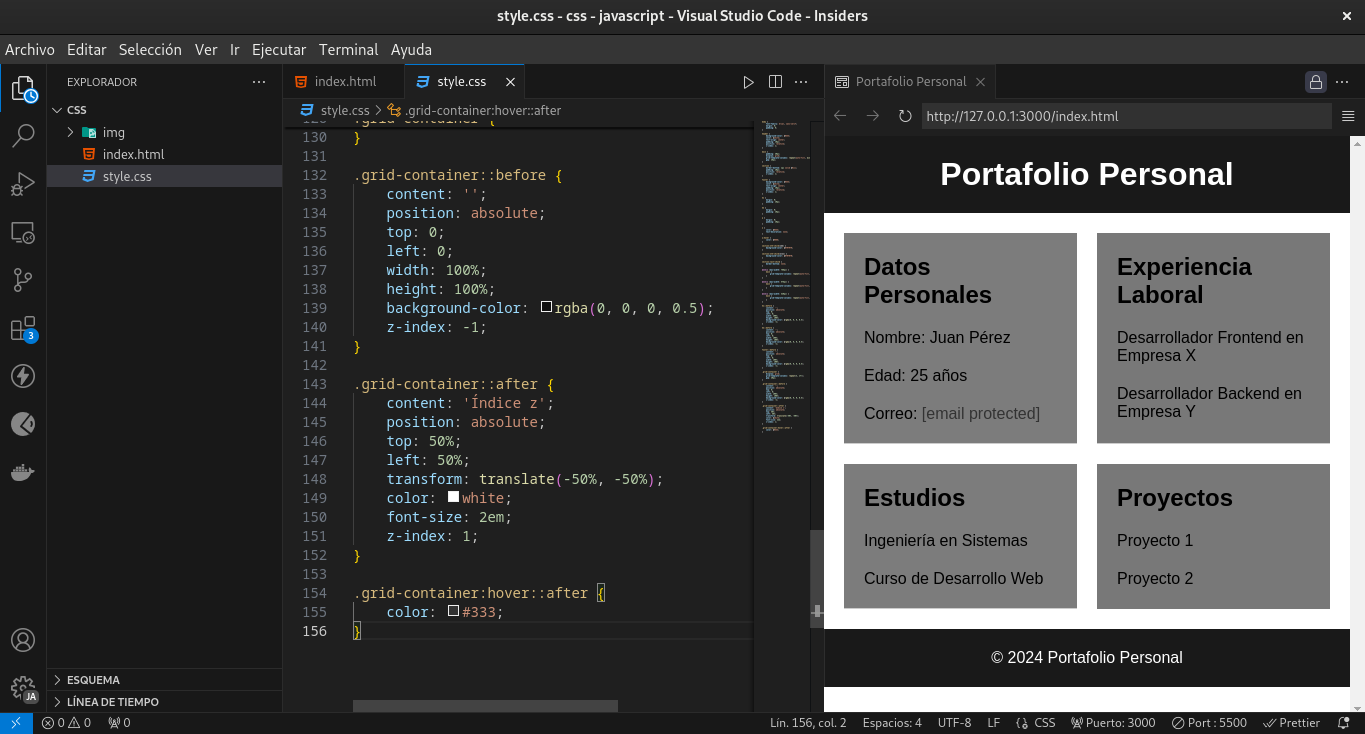 style.css - css - javascript - Visual Studio Code - Insiders
Archivo Editar Selección Ver Ir Ejecutar Terminal Ayuda
EXPLORADOR
CSS
img
index.html
style.css
3
JA
ESQUEMA
LÍNEA DE TIEMPO
index.html
style.css
style.css > .grid-container:hover::after
130 }
131
132 .grid-container::before {
133 content: '';
134 position: absolute;
135 top: 0;
136 left: 0;
137 width: 100%;
138 height: 100%;
139 background-color: rgba(0, 0, 0, 0.5);
140 z-index: -1;
141 }
142
143 .grid-container::after {
144 content: 'Índice z';
145 position: absolute;
146 top: 50%;
147 left: 50%;
148 transform: translate(-50%, -50%);
149 color: white;
150 font-size: 2em;
151 z-index: 1;
152 }
153
154 .grid-container:hover::after {
155 color: #333;
156 }
Portafolio Personal
http://127.0.0.1:3000/index.html
Portafolio Personal
Datos
Personales
Nombre: Juan Pérez
Edad: 25 años
Correo: [email protected]
Experiencia
Laboral
Desarrollador Frontend en
Empresa X
Desarrollador Backend en
Empresa Y
Estudios
Ingeniería en Sistemas
Curso de Desarrollo Web
Proyectos
Proyecto 1
Proyecto 2
© 2024 Portafolio Personal
0 0 0 Lín. 156, col. 2 Espacios: 4 UTF-8 LF CSS Puerto: 3000 Port : 5500 Prettier